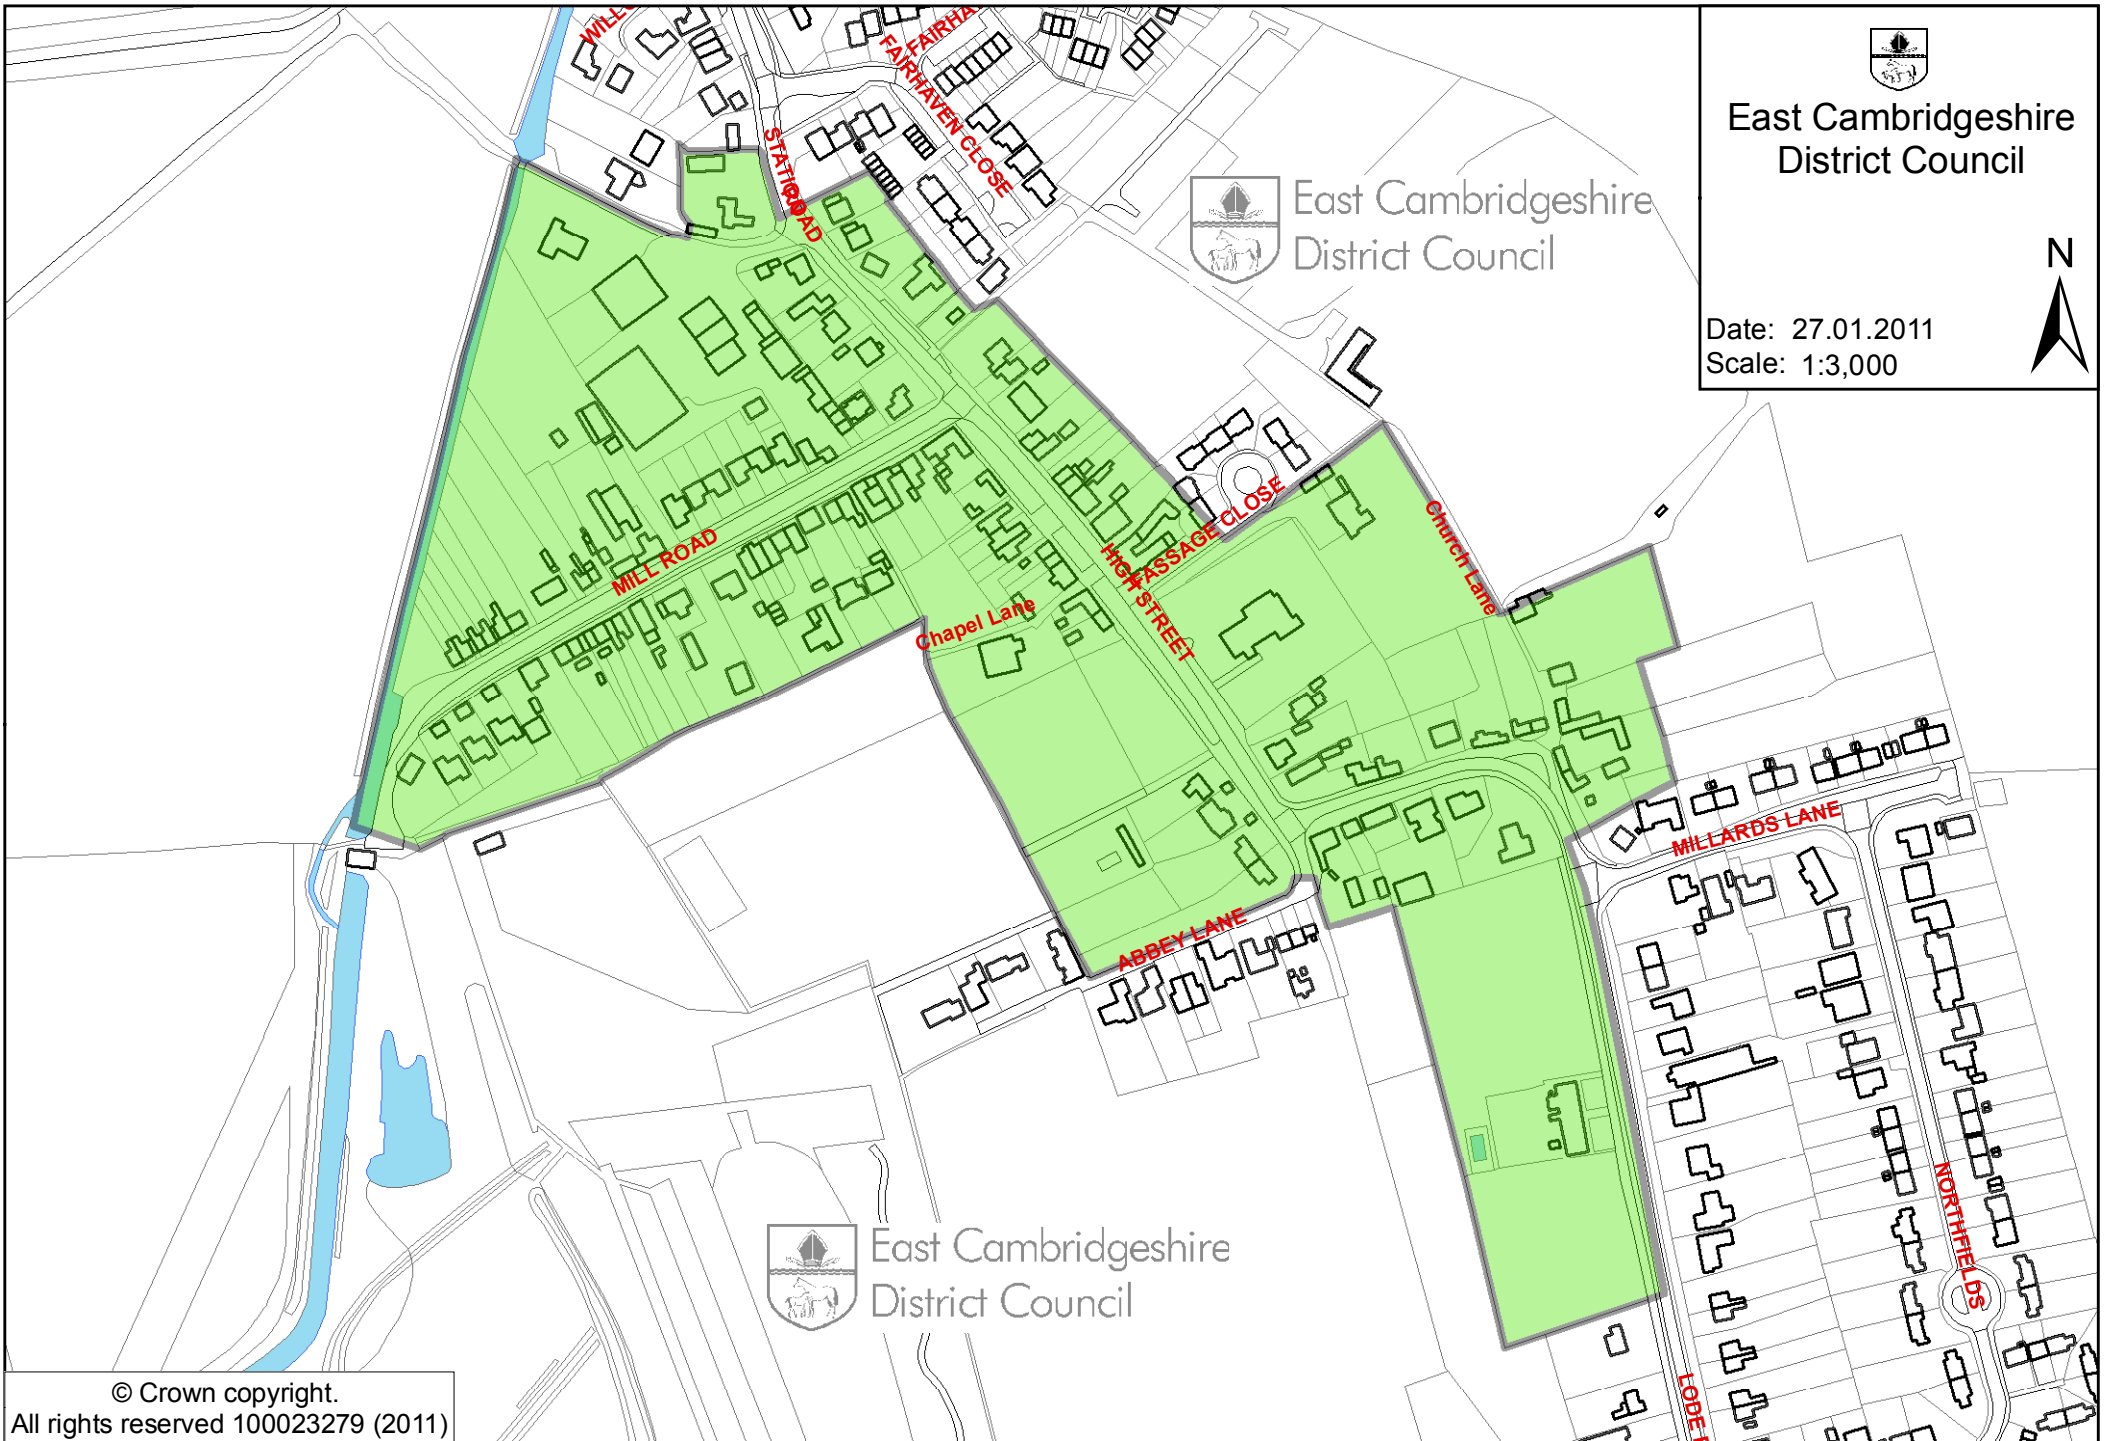 FAIRHAVEN CLOSE
STATION
ROAD
East Cambridgeshire
District Council
Date: 27.01.2011
Scale: 1:3,000
N
East Cambridgeshire
District Council
MILL ROAD
Chapel Lane
HIGH STREET
PASSAGE CLOSE
Church Lane
MILLARDS LANE
ABBEY LANE
NORTHFIELDS
LODE
East Cambridgeshire
District Council
© Crown copyright.
All rights reserved 100023279 (2011)